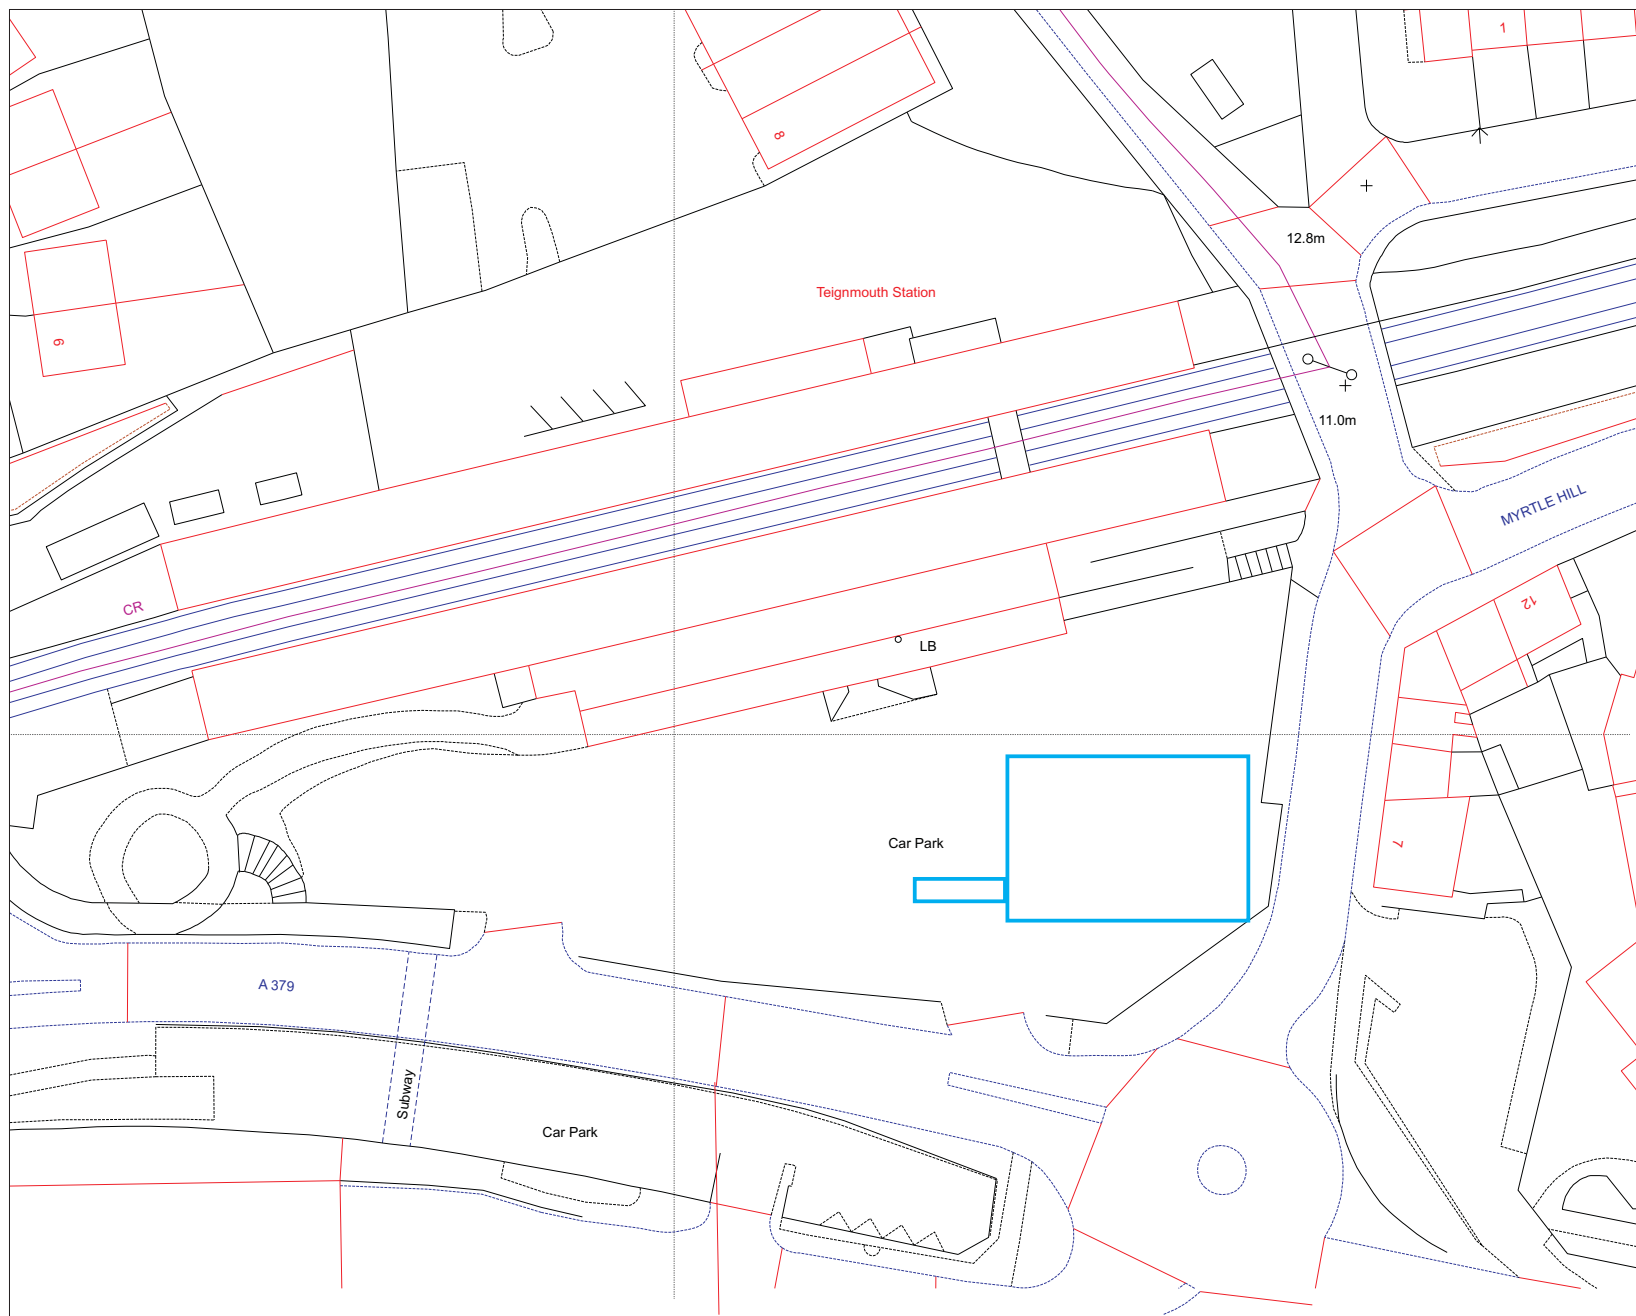 1
8
12.8m
Teignmouth Station
6
11.0m
MYRTLE HILL
CR
12
LB
Car Park
7
A 379
Subway
Car Park